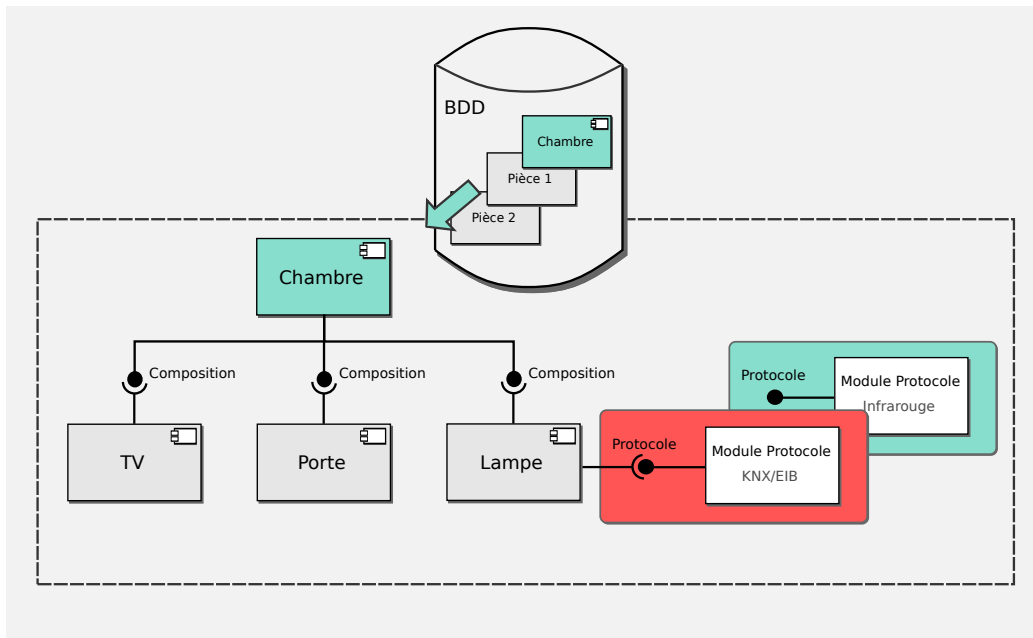 BDD
Chambre
Pièce 1
Pièce 2
Chambre
Composition
Composition
Composition
TV
Porte
Lampe
Protocole
Module Protocole
Infrarouge
Protocole
Module Protocole
KNX/EIB